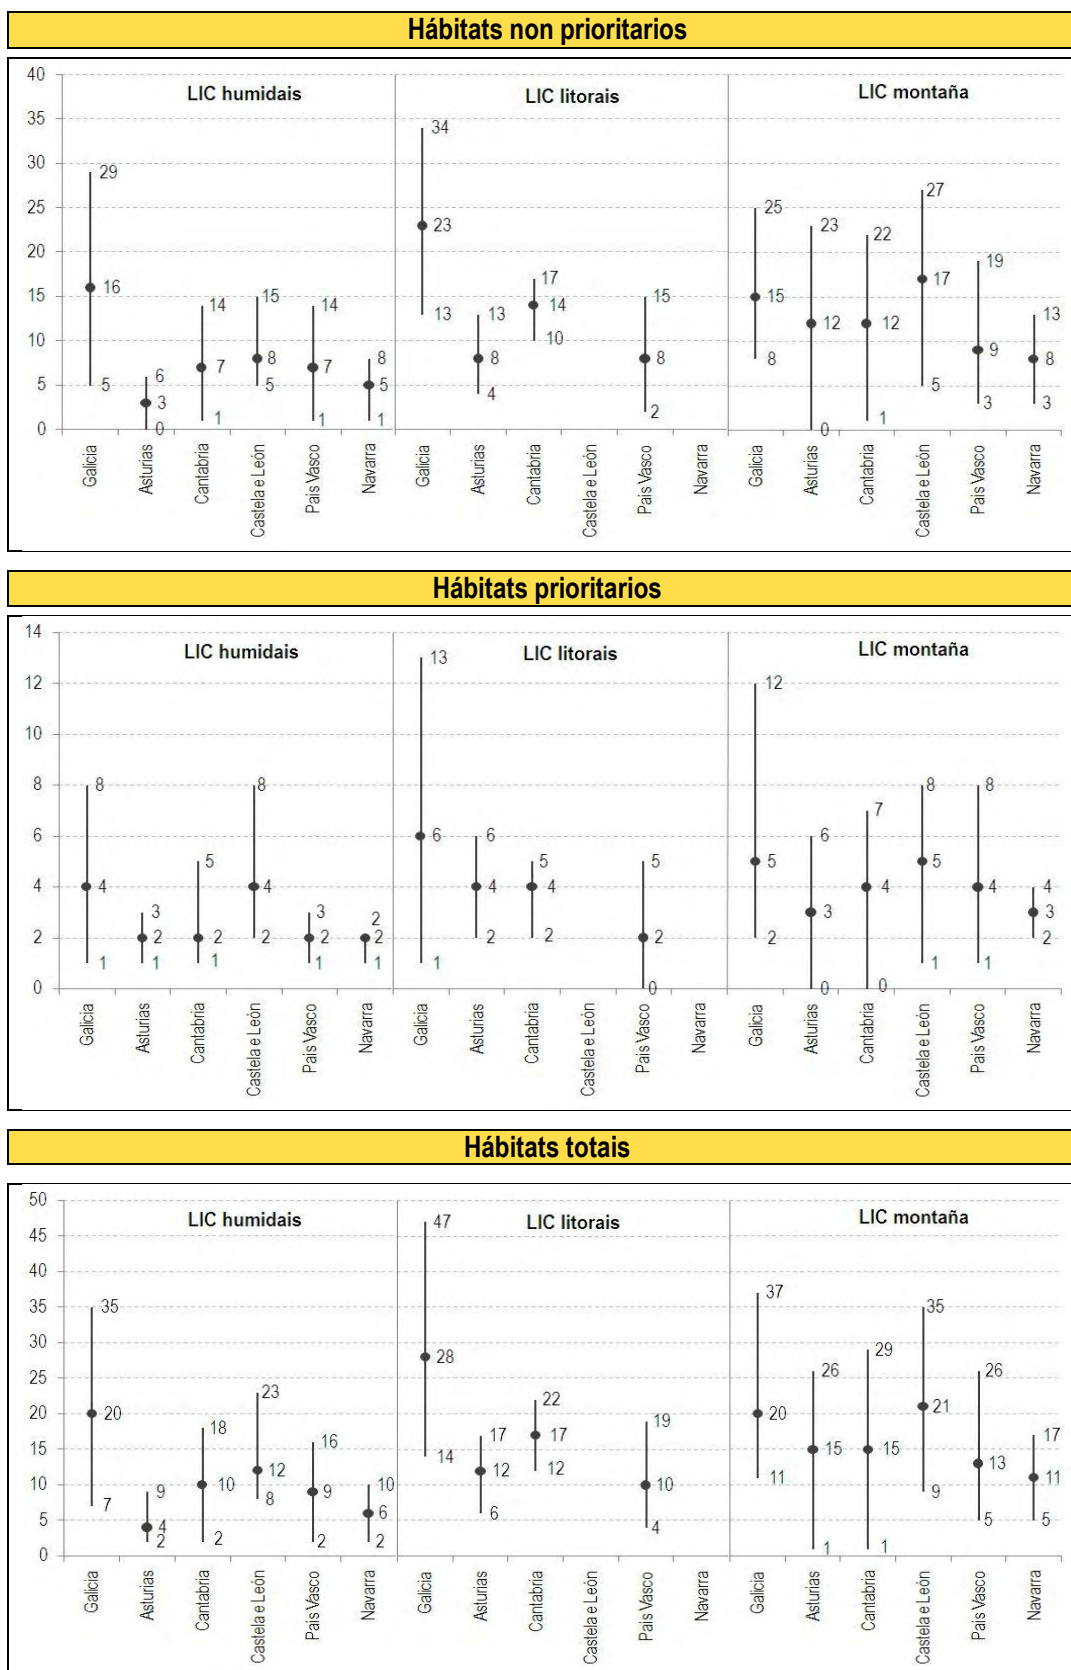 Hábitats non prioritarios
LIC humidais LIC litorais LIC montaña
40
35
30
25
20
15
10
5
0
29 16 5
6 3 0
14 7 1
15 8 5
14 7 1
8 5 1
34 23 13
13 8 4
17 14 10
15 8 2
25 15 8
23 12 0
22 12 1
27 17 5
19 9 3
13 8 3
Galicia Asturias Cantabria Castela e León País Vasco Navarra
Galicia Asturias Cantabria Castela e León País Vasco Navarra
Galicia Asturias Cantabria Castela e León País Vasco Navarra
Hábitats prioritarios
LIC humidais LIC litorais LIC montaña
14
12
10
8
6
4
2
0
8 4 1
3 2 1
5 2 1
8 4 2
3 2 1
2 2 1
13 6 1
6 4 2
5 4 2
5 2 0
12 5 2
6 3 0
7 4 0
8 5 1
8 4 1
4 3 2
Galicia Asturias Cantabria Castela e León País Vasco Navarra
Galicia Asturias Cantabria Castela e León País Vasco Navarra
Galicia Asturias Cantabria Castela e León País Vasco Navarra
Hábitats totais
LIC humidais LIC litorais LIC montaña
50
45
40
35
30
25
20
15
10
5
0
35 20 7
9 4 2
18 10 2
23 12 8
16 9 2
10 6 2
47 28 14
17 12 6
22 17 12
19 10 4
37 20 11
26 15 1
29 15 1
35 21 9
26 13 5
17 11 5
Galicia Asturias Cantabria Castela e León País Vasco Navarra
Galicia Asturias Cantabria Castela e León País Vasco Navarra
Galicia Asturias Cantabria Castela e León País Vasco Navarra